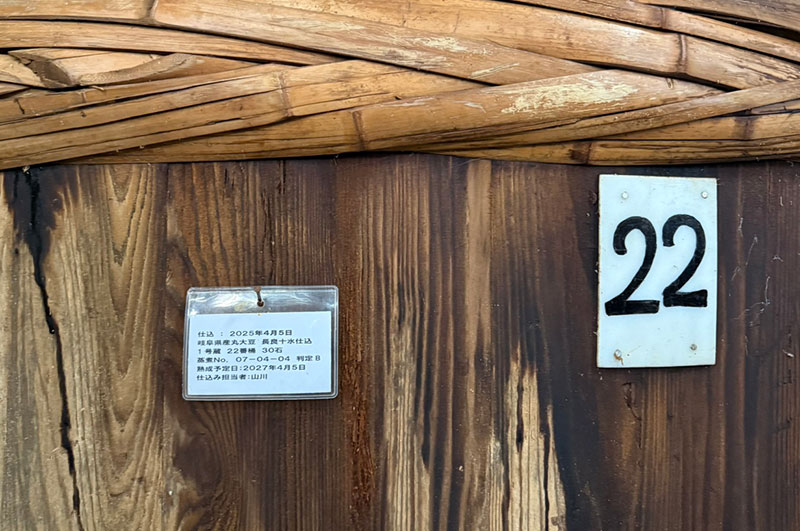 仕込 : 2025年4月5日
岐阜県産丸大豆 長良十水仕込
1号蔵 22番桶 30石
蒸煮No. 07-04-04 判定B
熟成予定日:2027年4月5日
仕込み担当者:山川
22